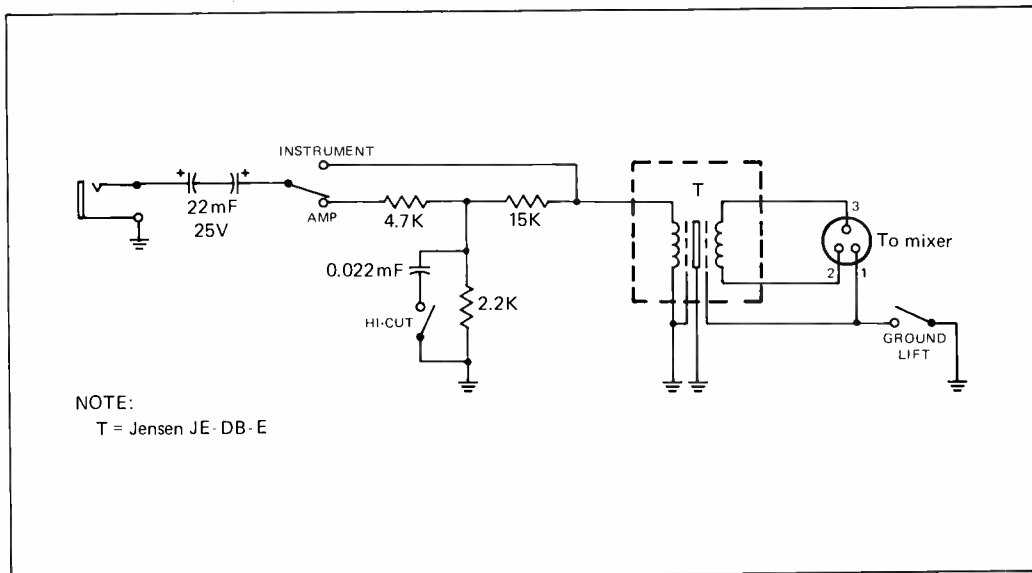 INSTRUMENT
+ +
22mF
25V
AMP
4.7K
15K
0.022mF
HI-CUT
2.2K
T
3
2
1
To mixer
GROUND
LIFT
NOTE:
T = Jensen JE-DB-E